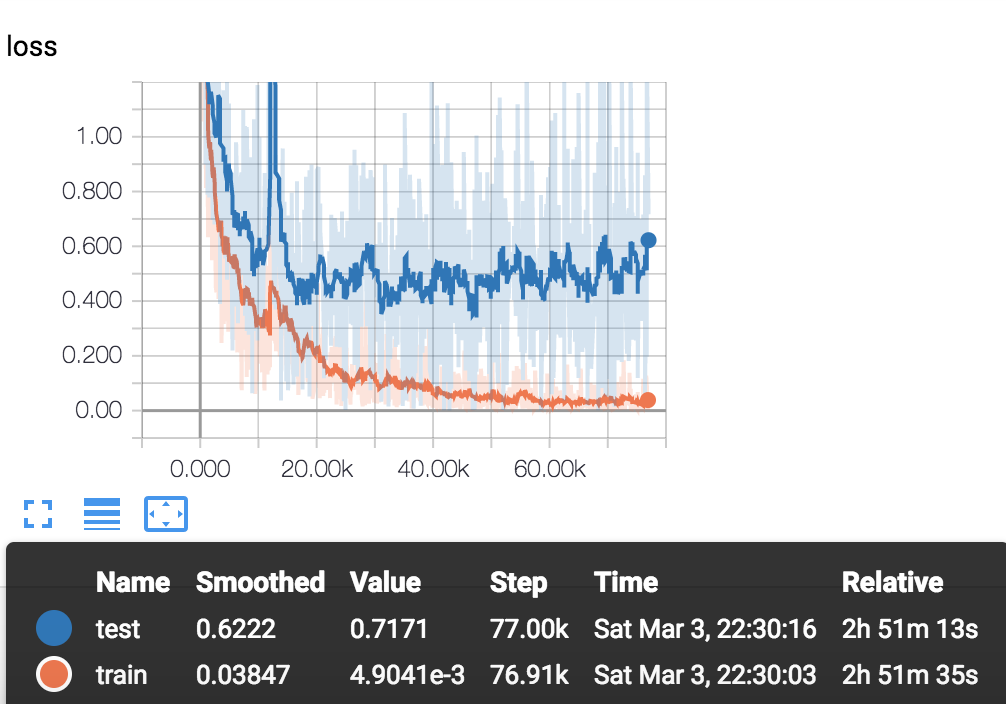 loss
1.00
0.800
0.600
0.400
0.200
0.00
0.000 20.00k 40.00k 60.00k
Name Smoothed Value Step Time Relative
test 0.6222 0.7171 77.00k Sat Mar 3, 22:30:16 2h 51m 13s
train 0.03847 4.9041e-3 76.91k Sat Mar 3, 22:30:03 2h 51m 35s